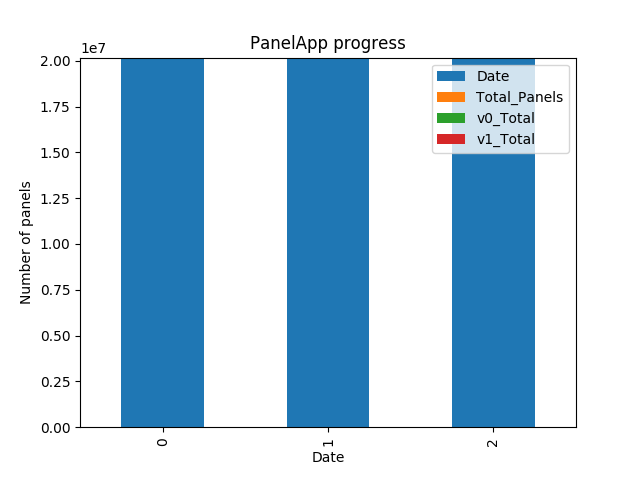 PanelApp progress
1e7
2.00
1.75
1.50
1.25
1.00
0.75
0.50
0.25
0.00
Number of panels
Date
Total_Panels
v0_Total
v1_Total
0
1
2
Date